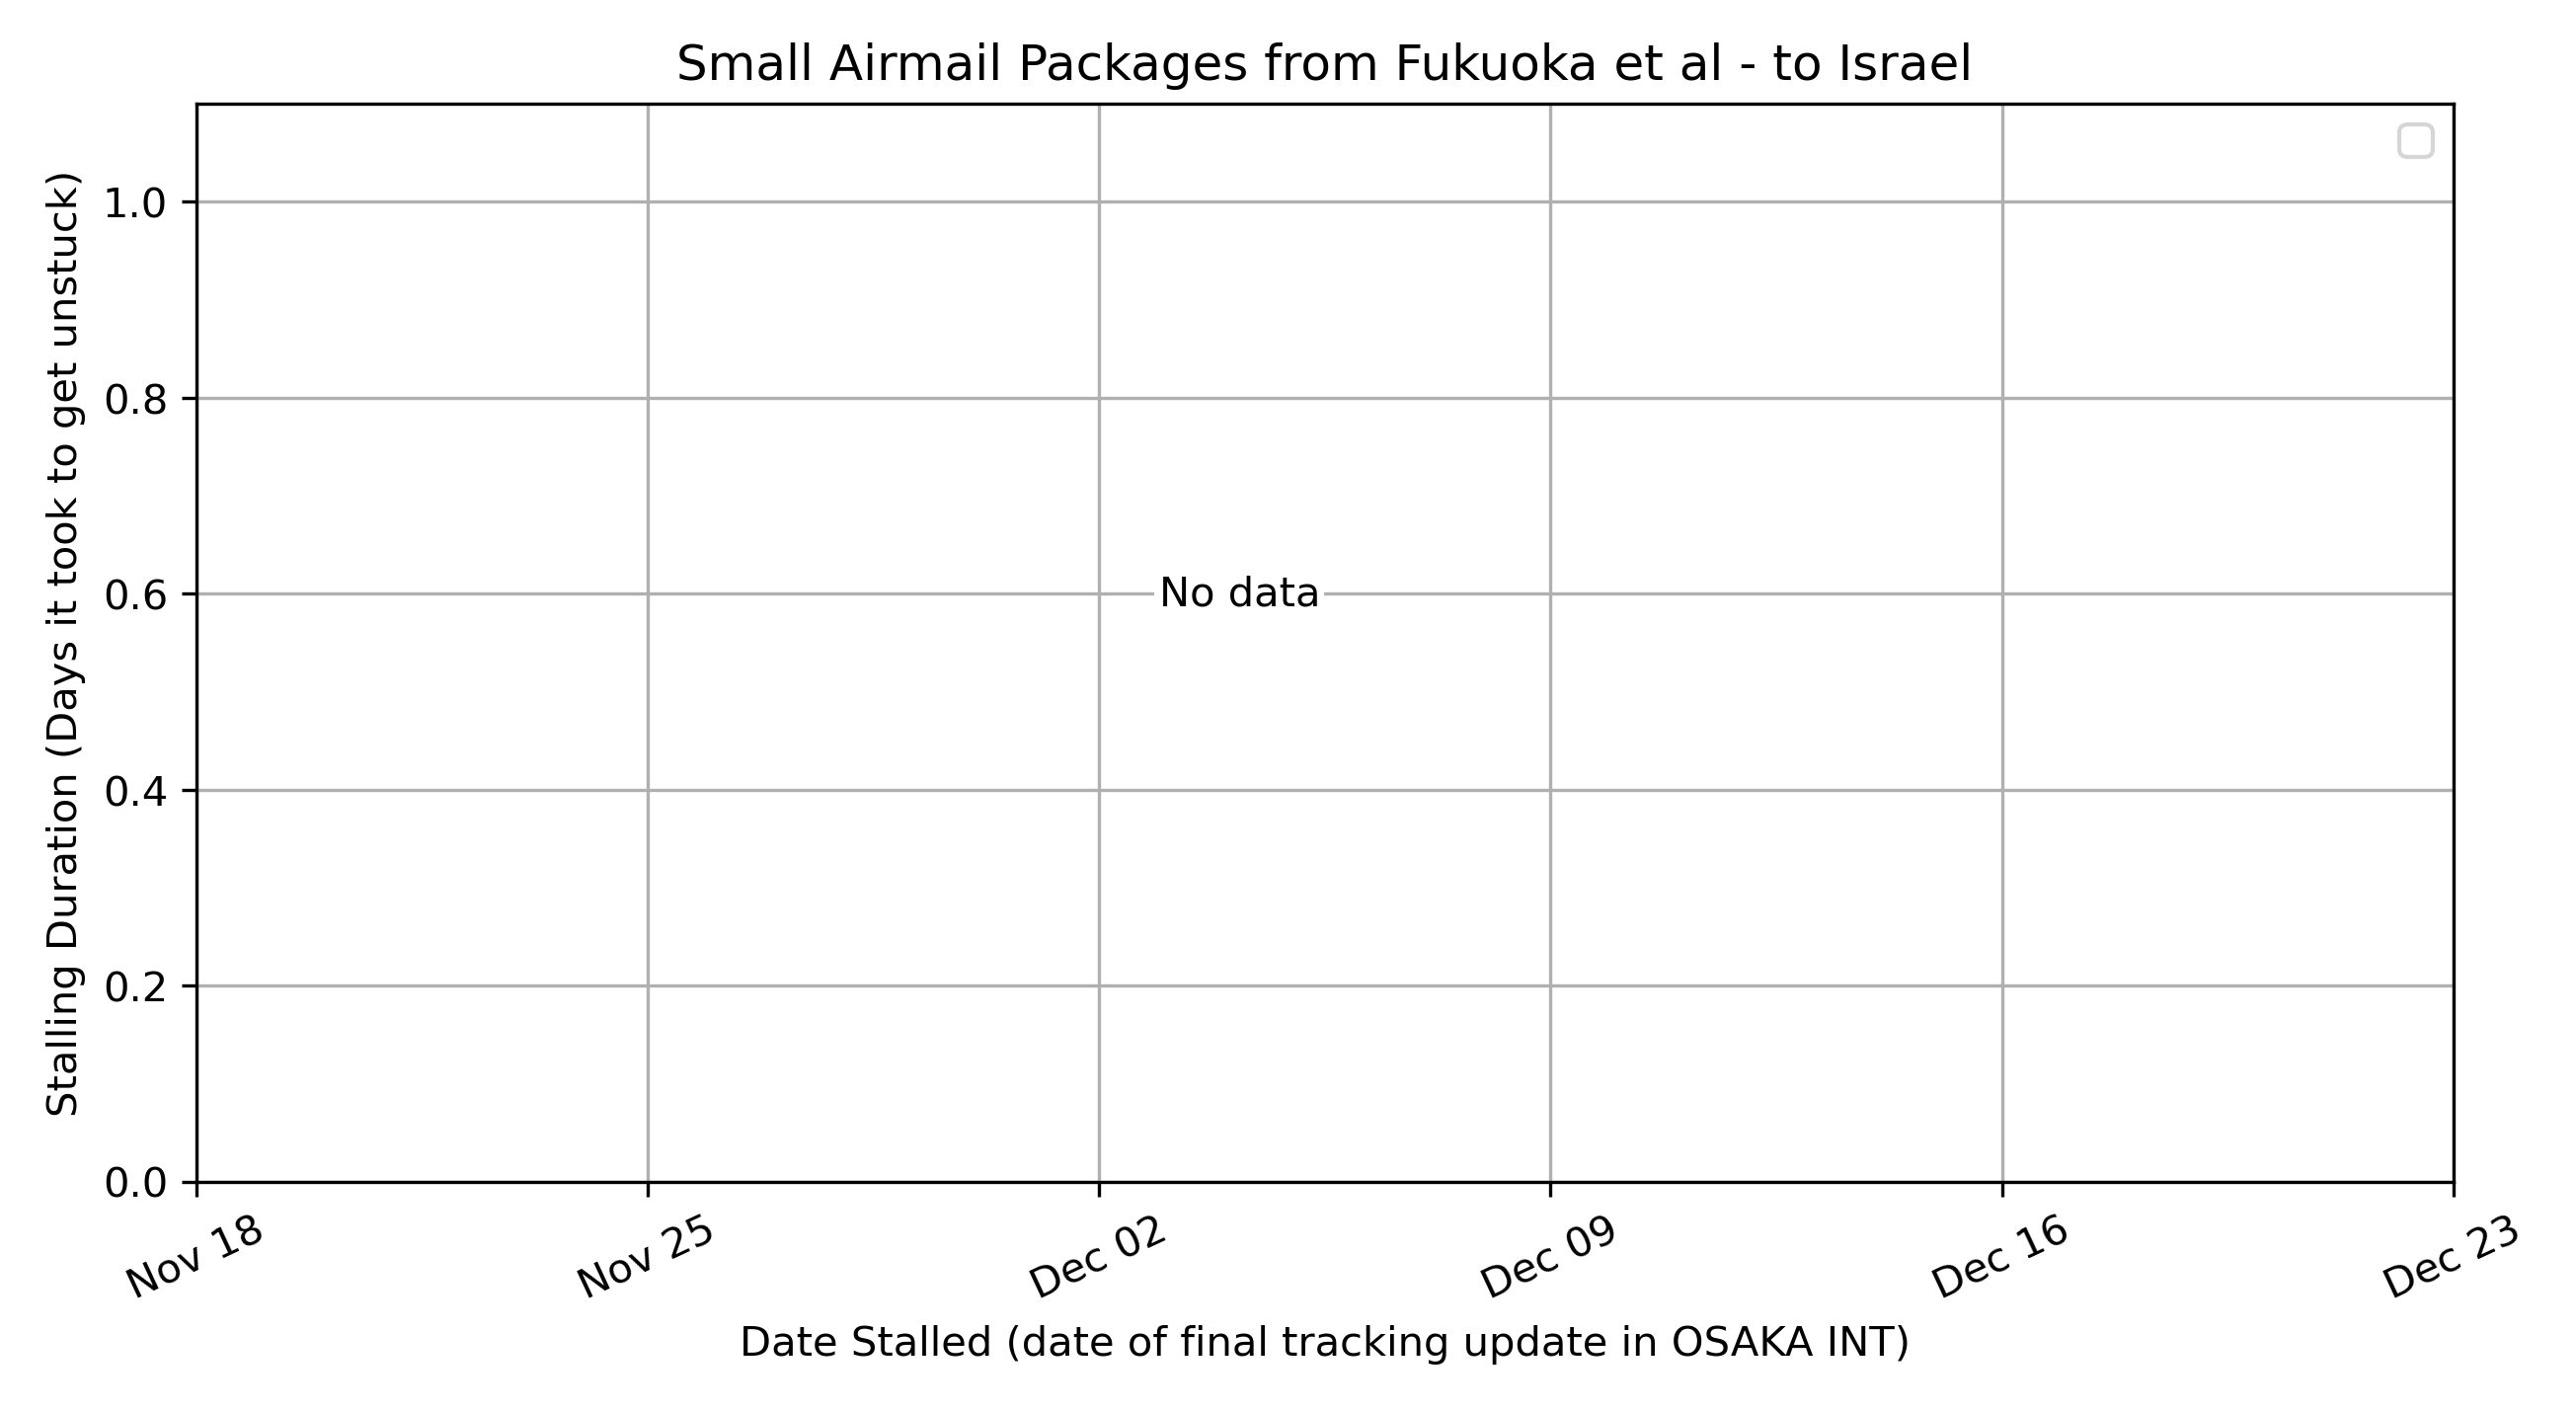 Small Airmail Packages from Fukuoka et al - to Israel
Stalling Duration (Days it took to get unstuck)
1.0
0.8
0.6
0.4
0.2
0.0
No data
Nov 18
Nov 25
Dec 02
Dec 09
Dec 16
Dec 23
Date Stalled (date of final tracking update in OSAKA INT)